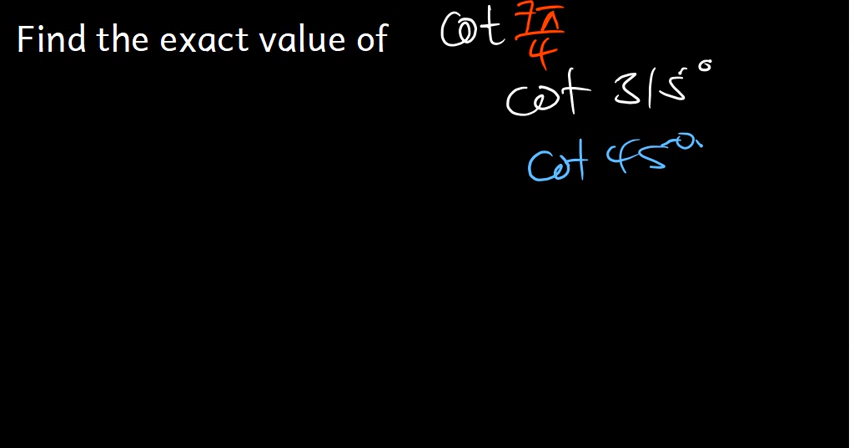 Find the exact value of cot 7π/4
cot 315°
cot 45°